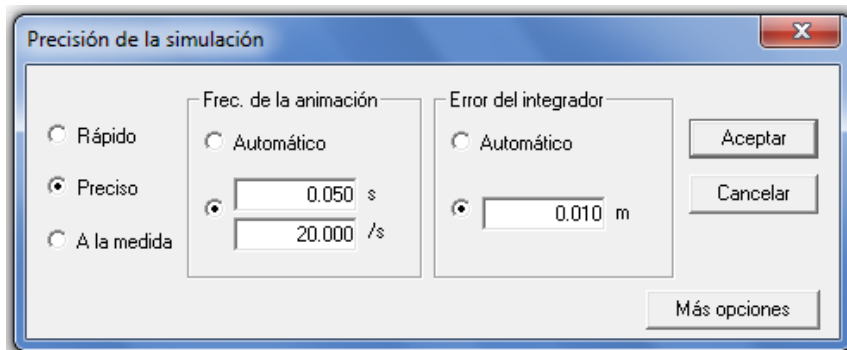 Precisión de la simulación
Rápido
Preciso
A la medida
Frec. de la animación
Automático
0.050 s
20.000 /s
Error del integrador
Automático
0.010 m
Aceptar
Cancelar
Más opciones